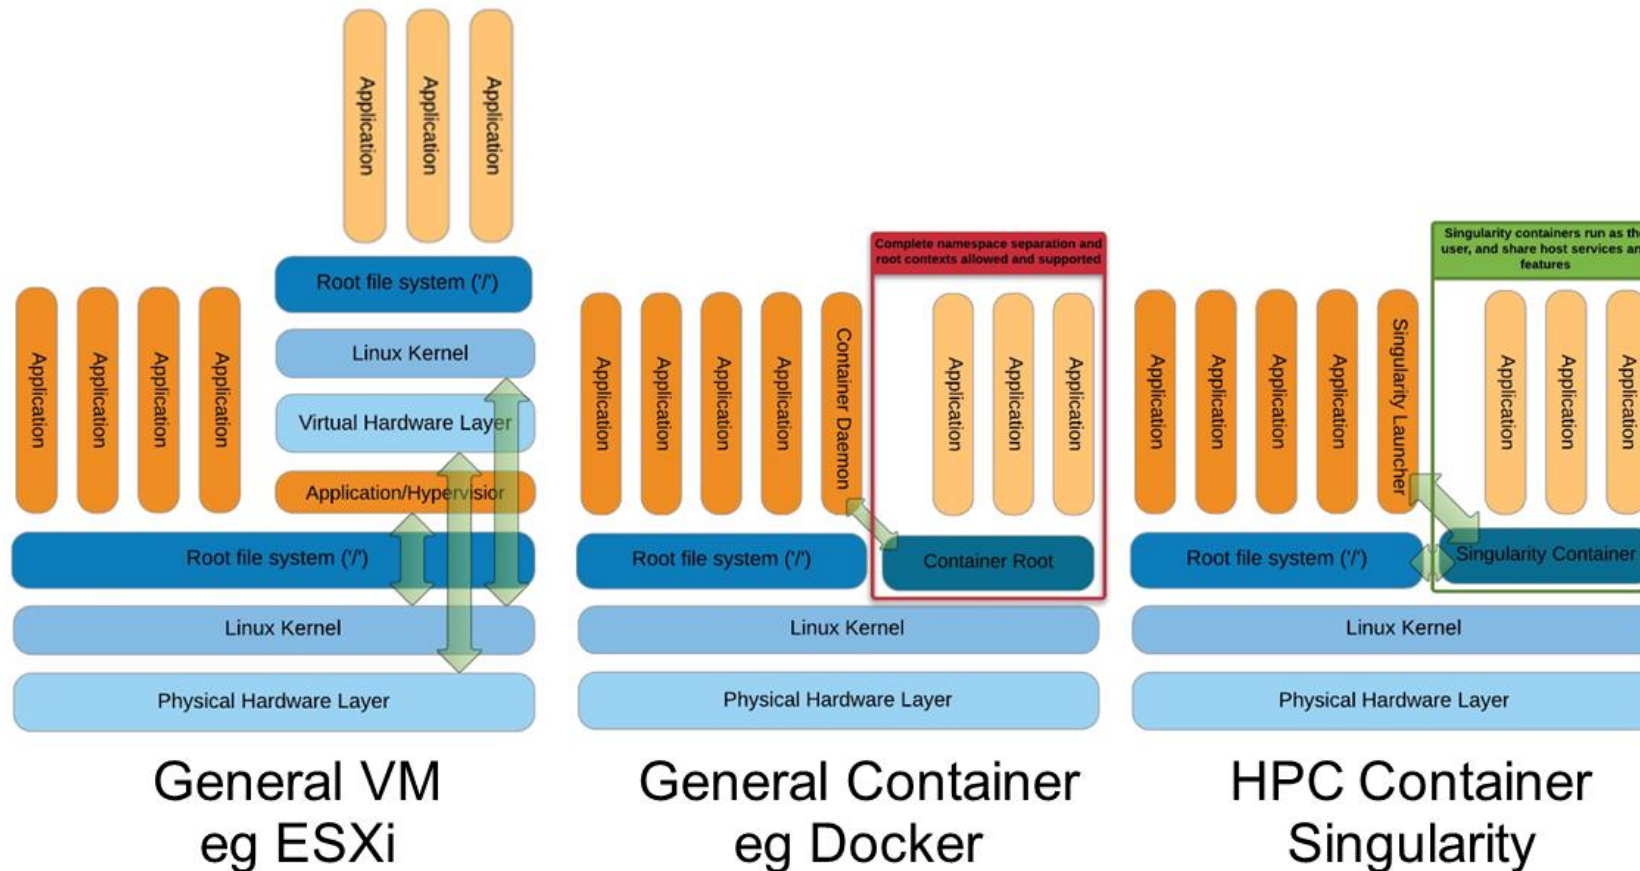 Application
Application
Application
Root file system ('/')
Linux Kernel
Virtual Hardware Layer
Application/Hypervisior
Application
Application
Application
Application
Root file system ('/')
Linux Kernel
Physical Hardware Layer
General VM
eg ESXi
Complete namespace separation and
root contexts allowed and supported
Application
Application
Application
Application
Container Daemon
Application
Application
Application
Root file system ('/')
Container Root
Linux Kernel
Physical Hardware Layer
General Container
eg Docker
Singularity containers run as the
user, and share host services an
features
Application
Application
Application
Application
Singularity Launcher
Application
Application
Application
Root file system ('/')
Singularity Container
Linux Kernel
Physical Hardware Layer
HPC Container
Singularity